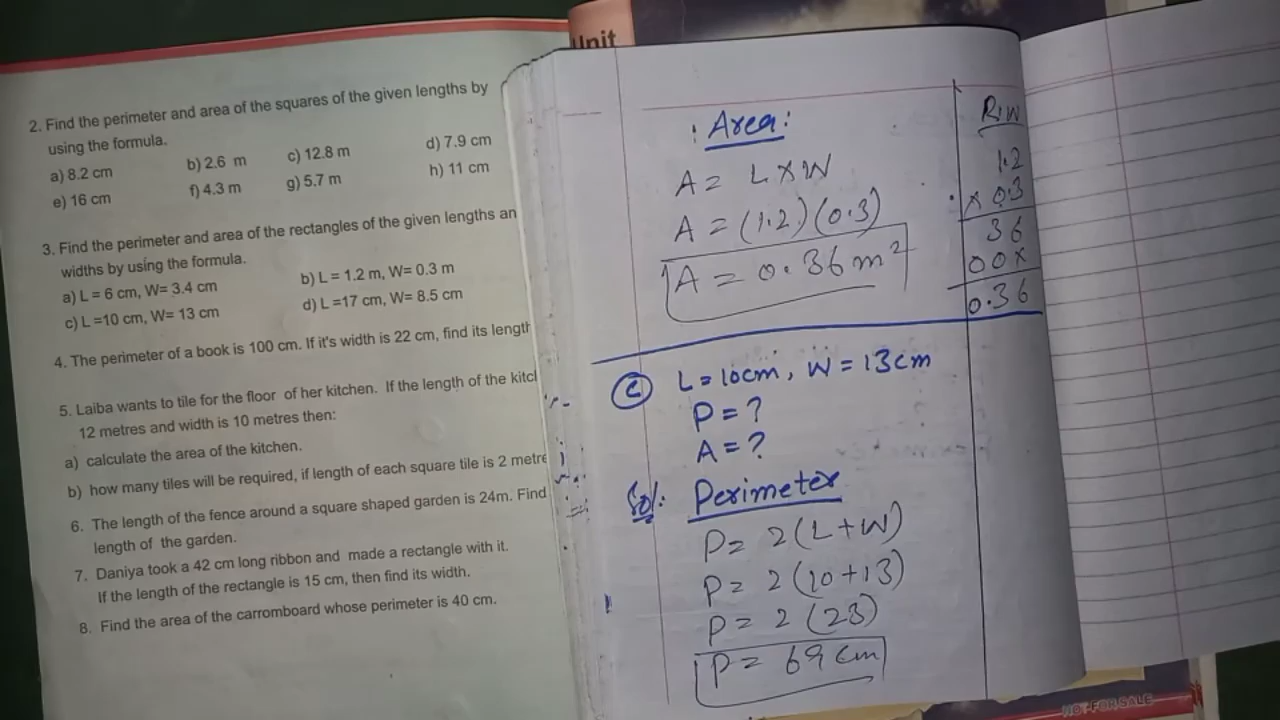 Unit
2. Find the perimeter and area of the squares of the given lengths by
using the formula.
a) 8.2 cm b) 2.6 m c) 12.8 m d) 7.9 cm
e) 16 cm f) 4.3 m g) 5.7 m h) 11 cm
3. Find the perimeter and area of the rectangles of the given lengths an
widths by using the formula.
a) L = 6 cm, W= 3.4 cm b) L = 1.2 m, W= 0.3 m
c) L =10 cm, W= 13 cm d) L =17 cm, W= 8.5 cm
4. The perimeter of a book is 100 cm. If it's width is 22 cm, find its length
5. Laiba wants to tile for the floor of her kitchen. If the length of the kitc
12 metres and width is 10 metres then:
a) calculate the area of the kitchen.
b) how many tiles will be required, if length of each square tile is 2 metre
6. The length of the fence around a square shaped garden is 24m. Find
length of the garden.
7. Daniya took a 42 cm long ribbon and made a rectangle with it.
If the length of the rectangle is 15 cm, then find its width.
8. Find the area of the carromboard whose perimeter is 40 cm.
: Area :
A = L × W
A = (1.2)(0.3)
A = 0.36 m²
R.W
1.2
× 0.3
36
00×
0.36
c L = 10cm, W = 13cm
P = ?
A = ?
Sol: Perimeter
P = 2(L+W)
P = 2(10+13)
P = 2(23)
P = 69 cm
NOT FOR SALE